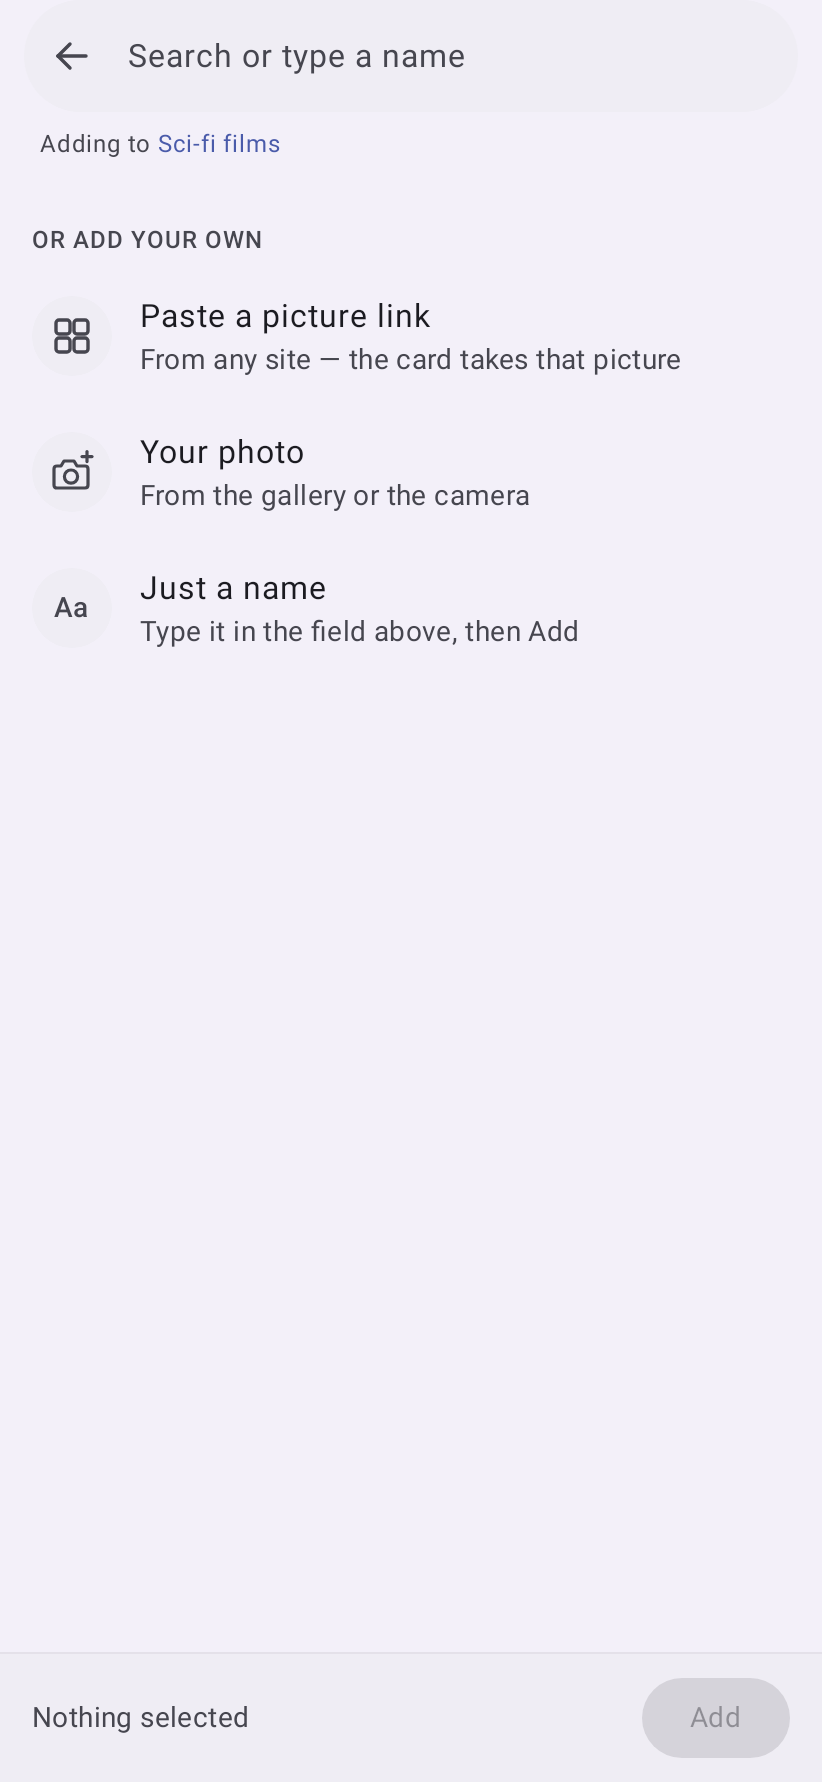 Search or type a name
Adding to Sci-fi films
OR ADD YOUR OWN
Paste a picture link
From any site — the card takes that picture
Your photo
From the gallery or the camera
Aa
Just a name
Type it in the field above, then Add
Nothing selected
Add